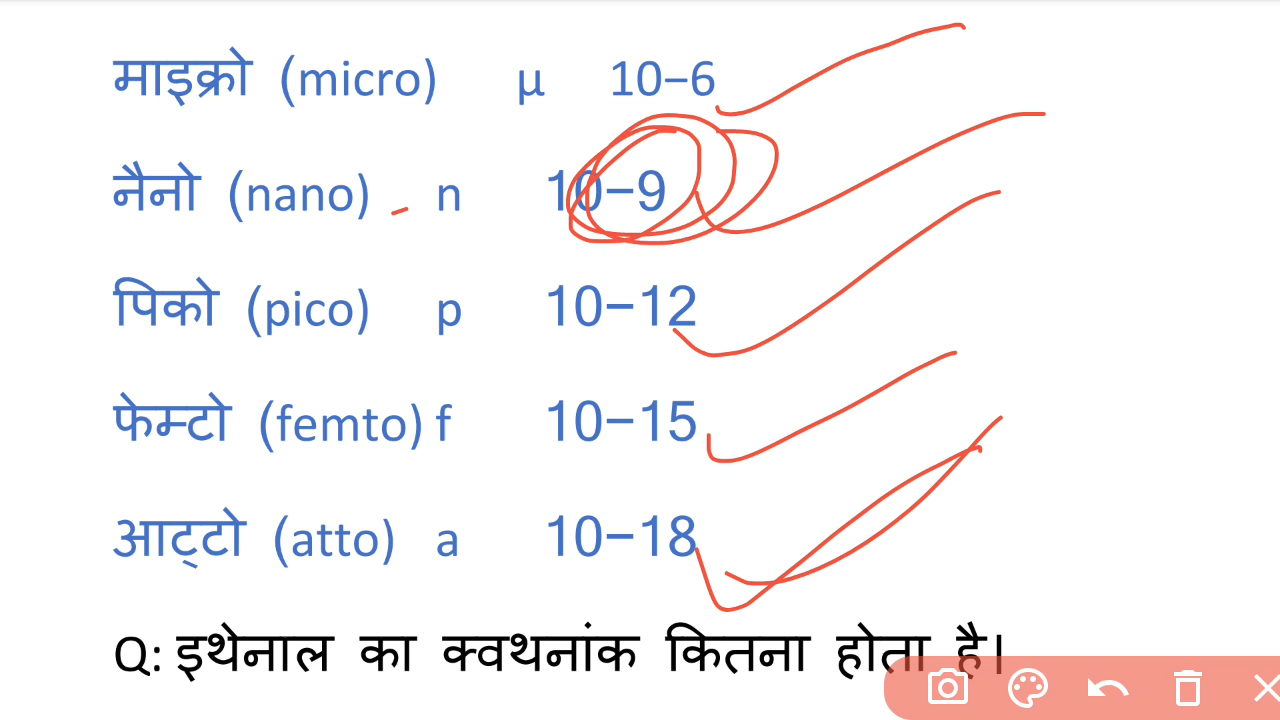 माइक्रो (micro) μ 10−6
नैनो (nano) n 10−9
पिको (pico) p 10−12
फेम्टो (femto) f 10−15
आट्टो (atto) a 10−18
Q: इथेनाल का क्वथनांक कितना होता है।